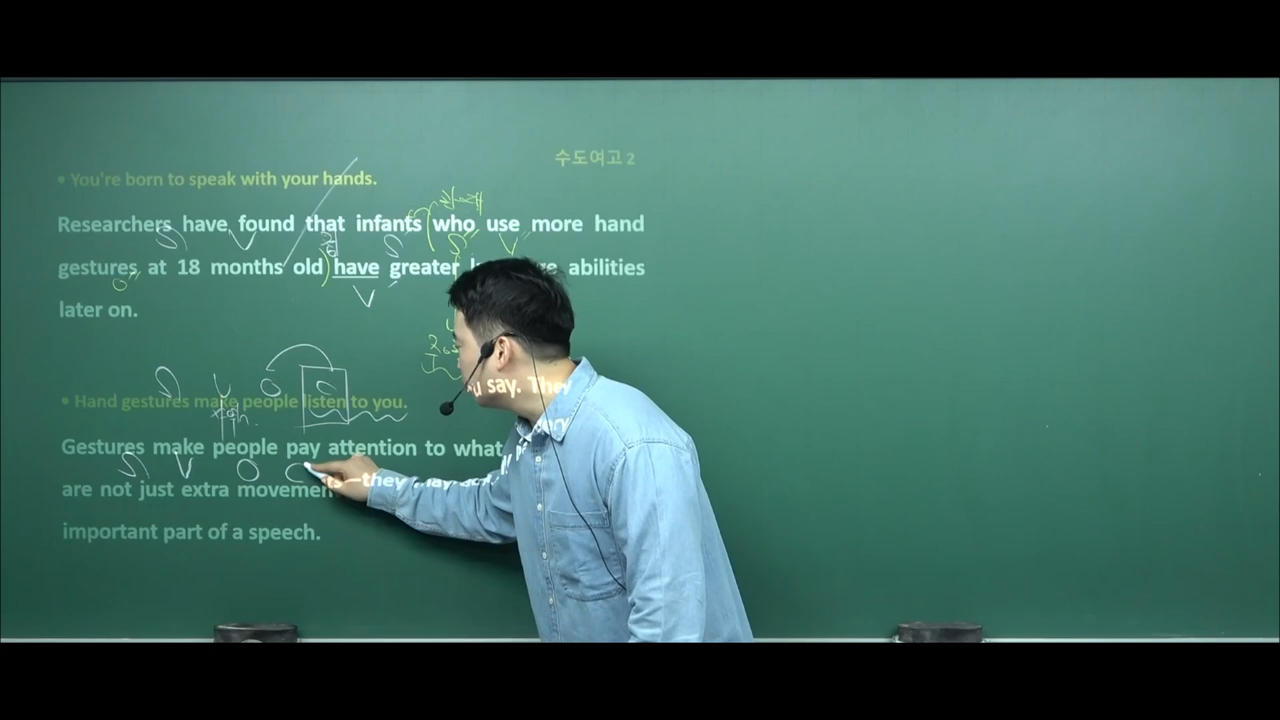 수도여고 2
• You're born to speak with your hands.
Researchers have found that infants who use more hand
gestures at 18 months old have greater abilities
later on.
• Hand gestures make people listen to you.
Gestures make people pay attention to what you say. They
are not just extra movements—they may
important part of a speech.
S V S S" V"
O" V'
S V O
S V O